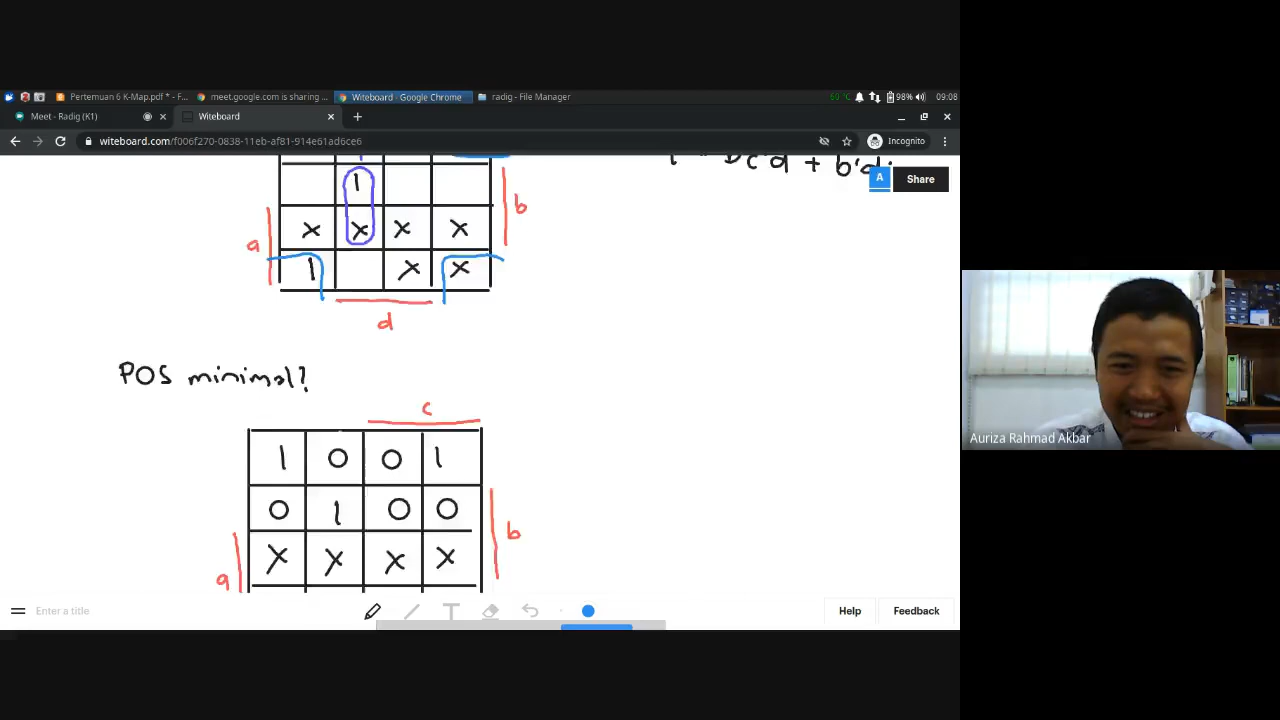 Pertemuan 6 K-Map.pdf * - F...
meet.google.com is sharing ...
Witeboard - Google Chrome
radig - File Manager
60 °C
98%
09:08
Meet - Radig (K1)
Witeboard
witeboard.com/f006f270-0838-11eb-af81-914e61ad6ce6
Incognito
+ b'd
A
Share
1
b
x x x x
a
1 x x
d
POS minimal?
c
1 0 0 1
0 1 0 0
b
x x x x
a
Auriza Rahmad Akbar
Enter a title
T
Help
Feedback